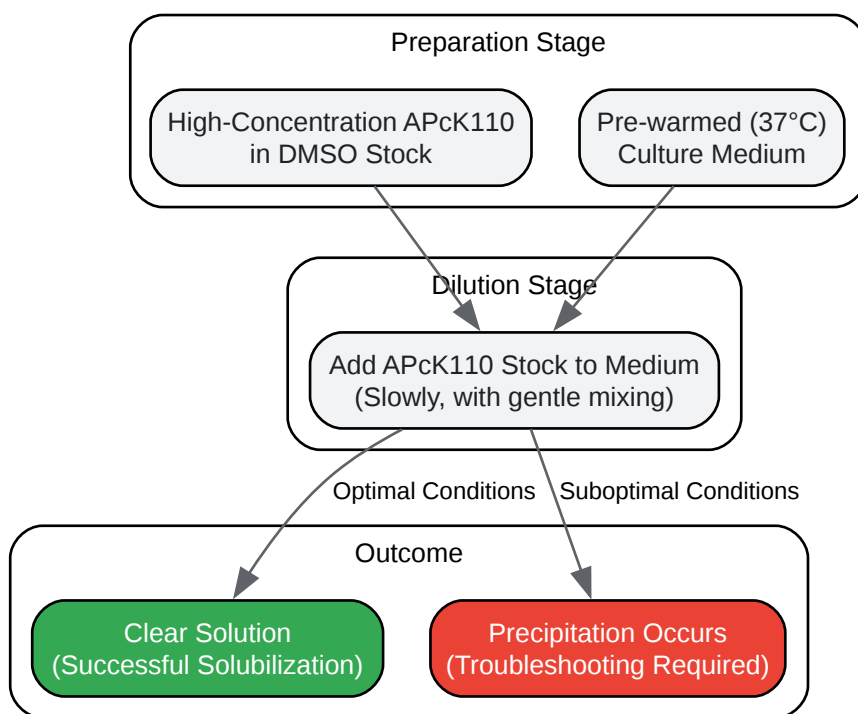 Preparation Stage
High-Concentration APcK110
in DMSO Stock
Pre-warmed (37°C)
Culture Medium
Dilution Stage
Add APcK110 Stock to Medium
(Slowly, with gentle mixing)
Optimal Conditions
Suboptimal Conditions
Outcome
Clear Solution
(Successful Solubilization)
Precipitation Occurs
(Troubleshooting Required)